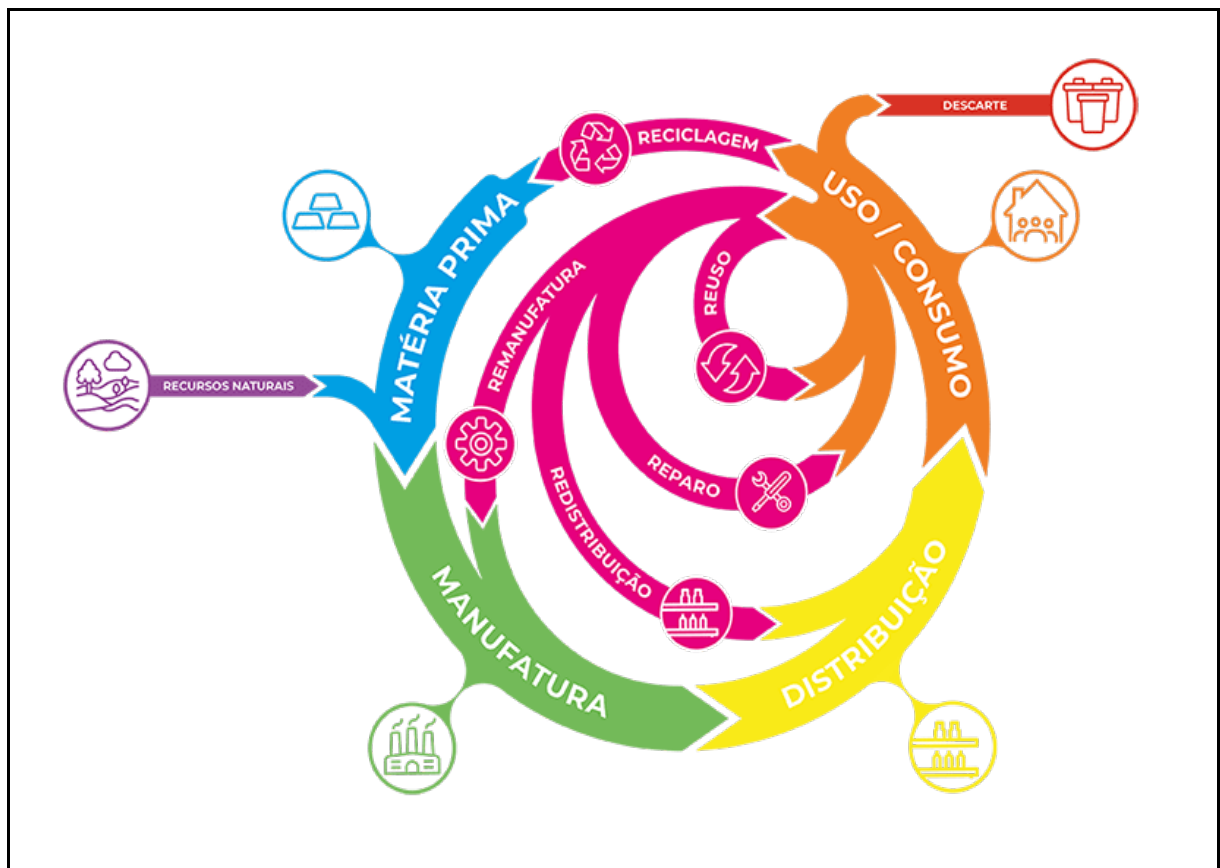 DESCARTE
RECICLAGEM
USO / CONSUMO
MATÉRIA PRIMA
REUSO
REMANUFATURA
RECURSOS NATURAIS
REPARO
REDISTRIBUIÇÃO
MANUFATURA
DISTRIBUIÇÃO